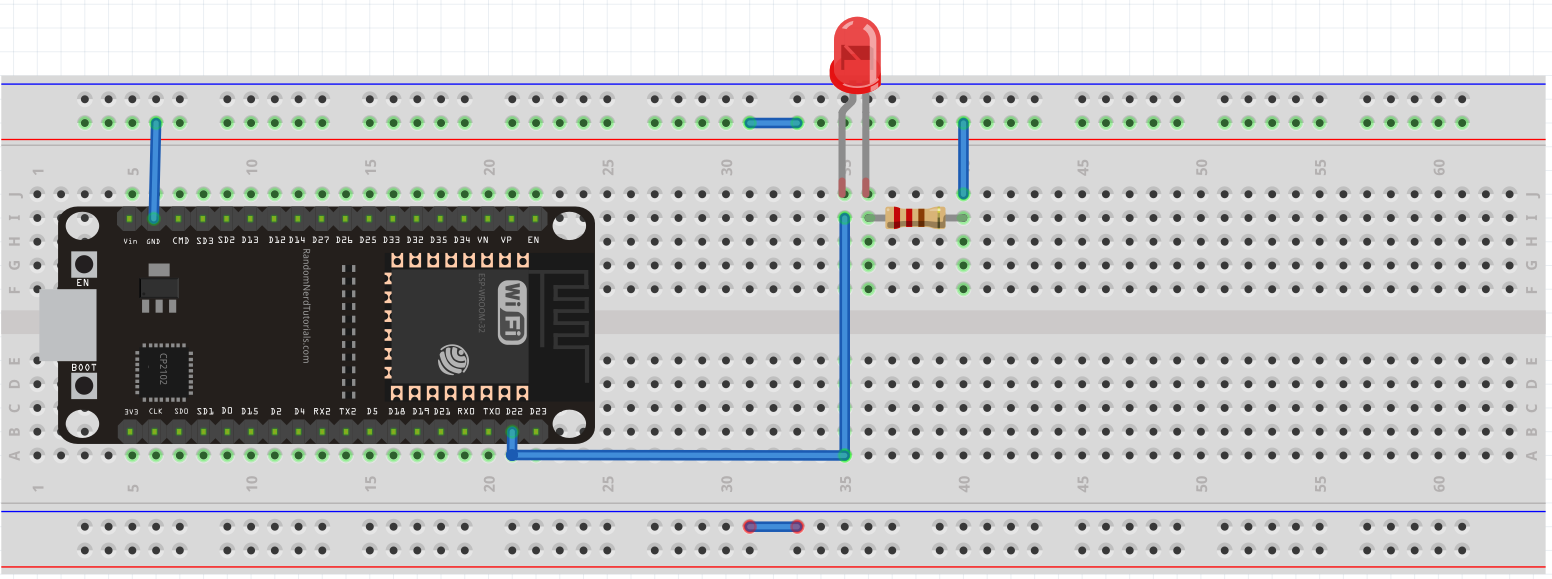 1 5 10 15 20 25 30 35 45 50 55 60
J J
I I
Vin GND CMD SD3 SD2 D13 D12 D14 D27 D26 D25 D33 D32 D35 D34 VN VP EN
H H
G G
EN
F F
RandomNerdTutorials.com
ESP-WROOM-32
WiFi
CP2102
E E
BOOT
D D
3V3 CLK SD0 SD1 D0 D15 D2 D4 RX2 TX2 D5 D18 D19 D21 RX0 TX0 D22 D23
C C
B B
A A
1 5 10 15 20 25 30 35 40 45 50 55 60